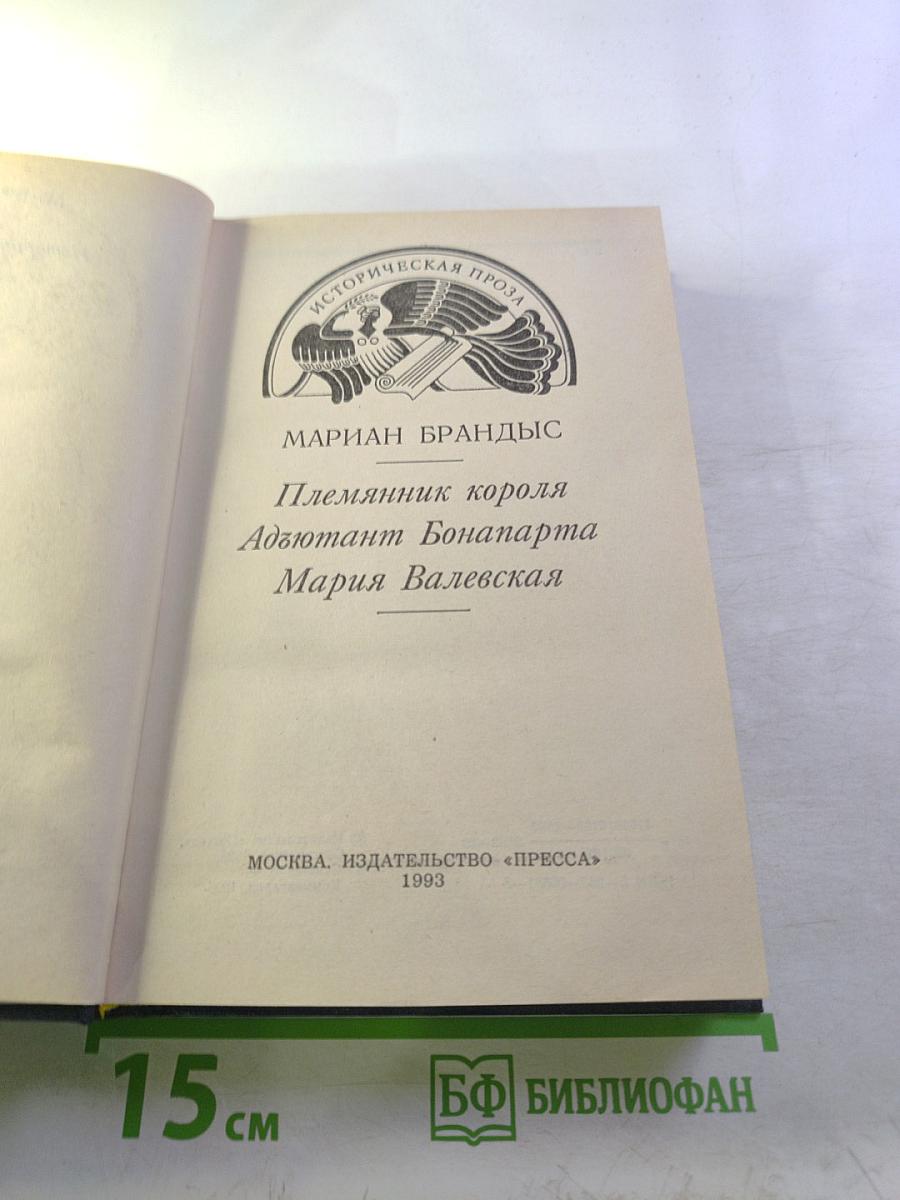 ИСТОРИЧЕСКАЯ ПРОЗА
МАРИАН БРАНДЫС
Племянник короля
Адъютант Бонапарта
Мария Валевская
МОСКВА. ИЗДАТЕЛЬСТВО «ПРЕССА»
1993
15 см
БФ БИБЛИОФАН